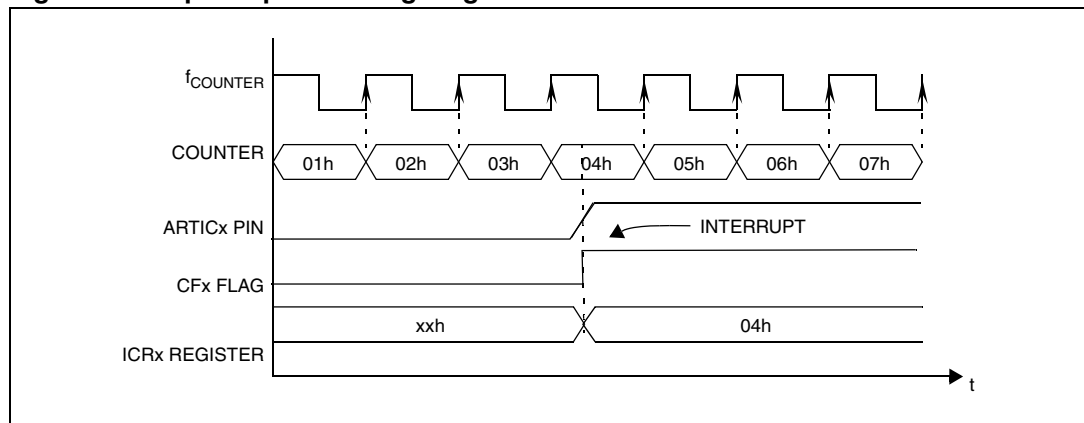 fCOUNTER
COUNTER 01h 02h 03h 04h 05h 06h 07h
ARTICx PIN INTERRUPT
CFx FLAG
xxh 04h
ICRx REGISTER
t